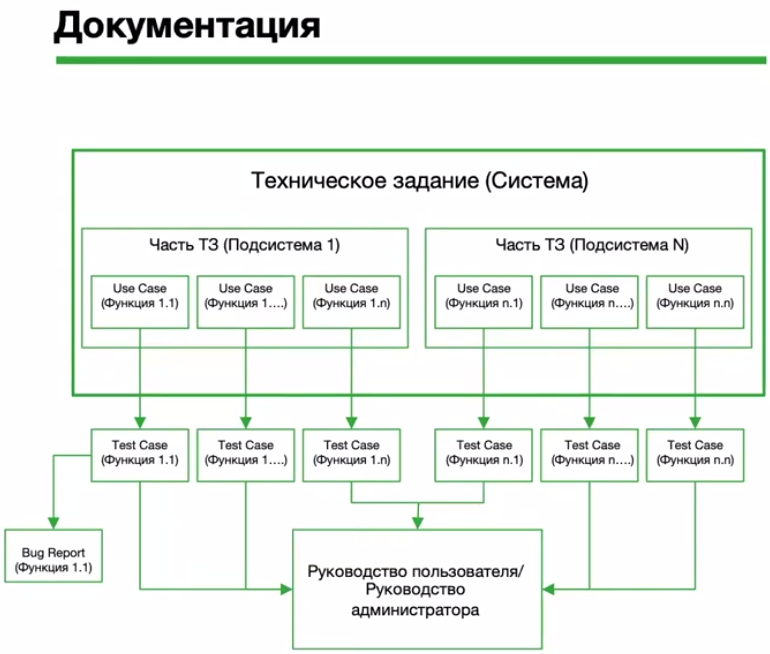 Документация
Техническое задание (Система)
Часть ТЗ (Подсистема 1)
Часть ТЗ (Подсистема N)
Use Case
(Функция 1.1)
Use Case
(Функция 1....)
Use Case
(Функция 1.n)
Use Case
(Функция n.1)
Use Case
(Функция n....)
Use Case
(Функция n.n)
Test Case
(Функция 1.1)
Test Case
(Функция 1....)
Test Case
(Функция 1.n)
Test Case
(Функция n.1)
Test Case
(Функция n....)
Test Case
(Функция n.n)
Bug Report
(Функция 1.1)
Руководство пользователя/
Руководство
администратора